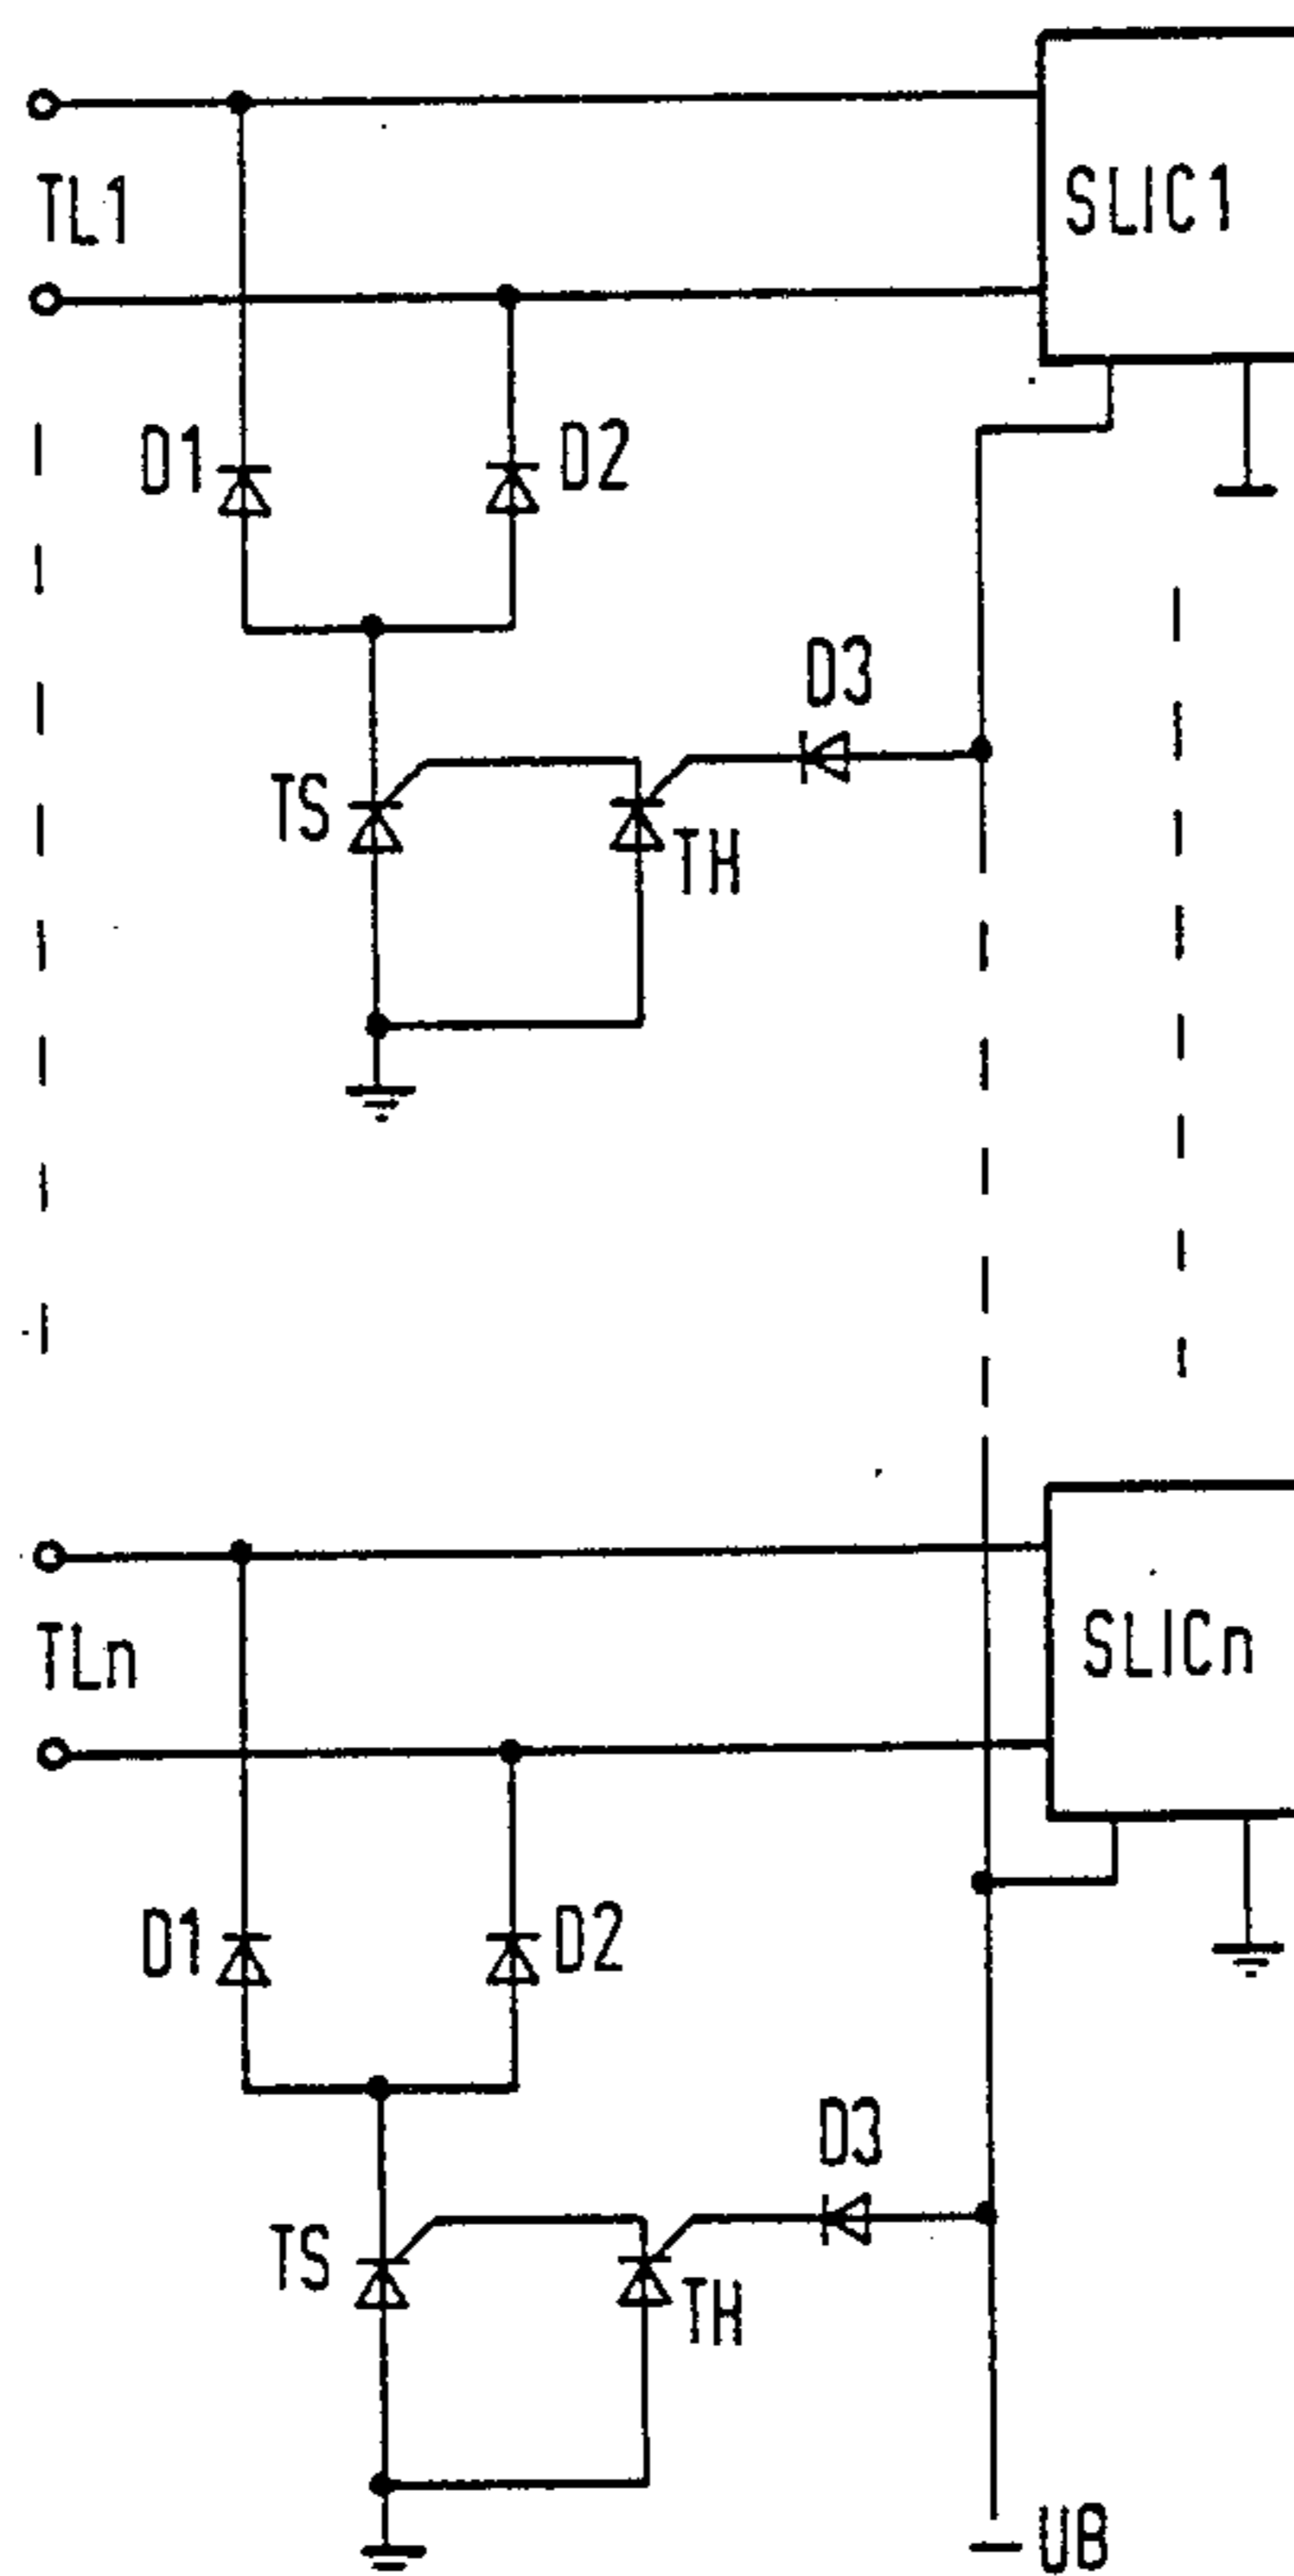 TL1
SLIC1
D1
D2
D3
TS
TH
TLn
SLICn
D1
D2
D3
TS
TH
- UB